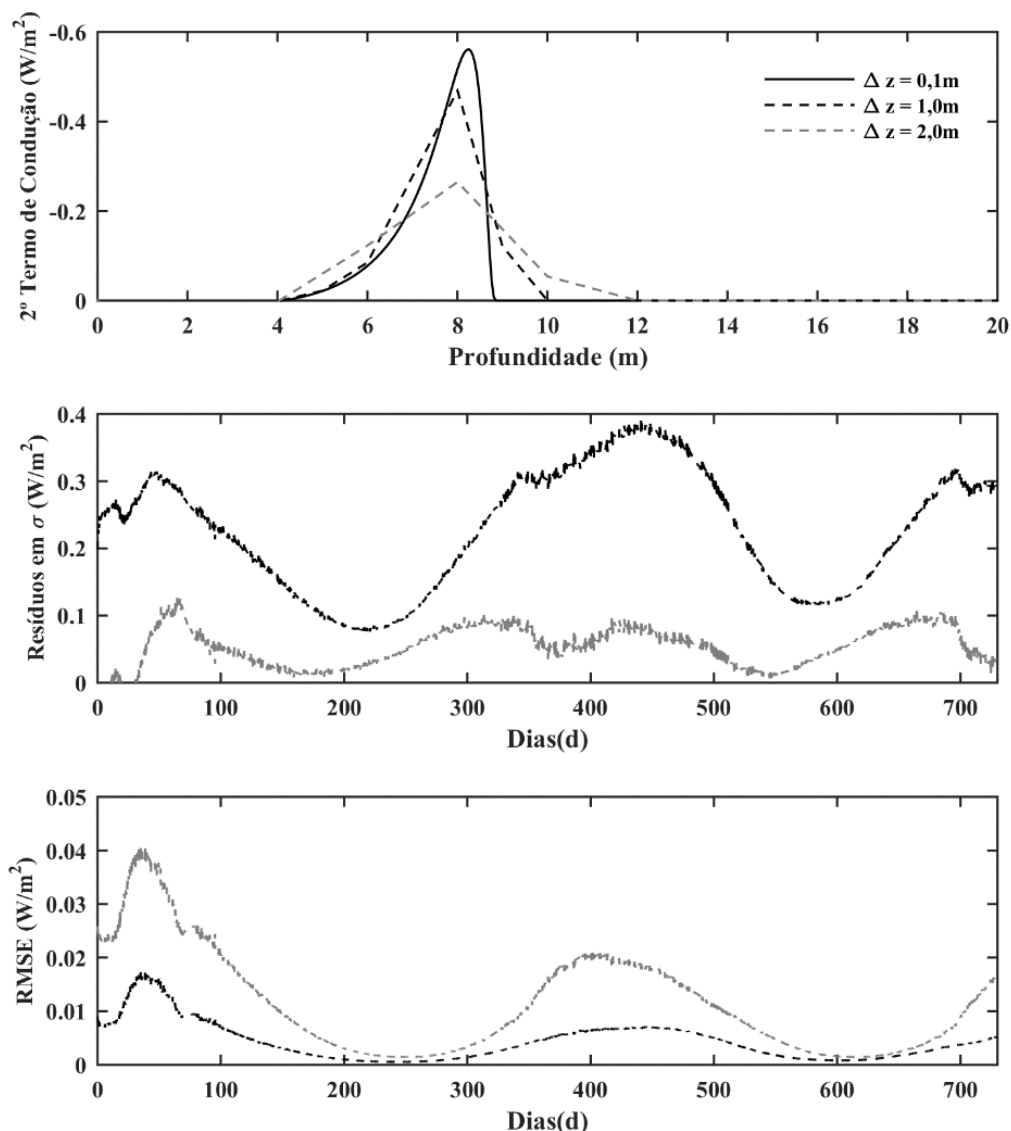 2º Termo de Condução (W/m²)
-0.6
-0.4
-0.2
0
Δ z = 0,1m
Δ z = 1,0m
Δ z = 2,0m
0 2 4 6 8 10 12 14 16 18 20
Profundidade (m)
Resíduos em σ (W/m²)
0.4
0.3
0.2
0.1
0
0 100 200 300 400 500 600 700
Dias(d)
RMSE (W/m²)
0.05
0.04
0.03
0.02
0.01
0
0 100 200 300 400 500 600 700
Dias(d)